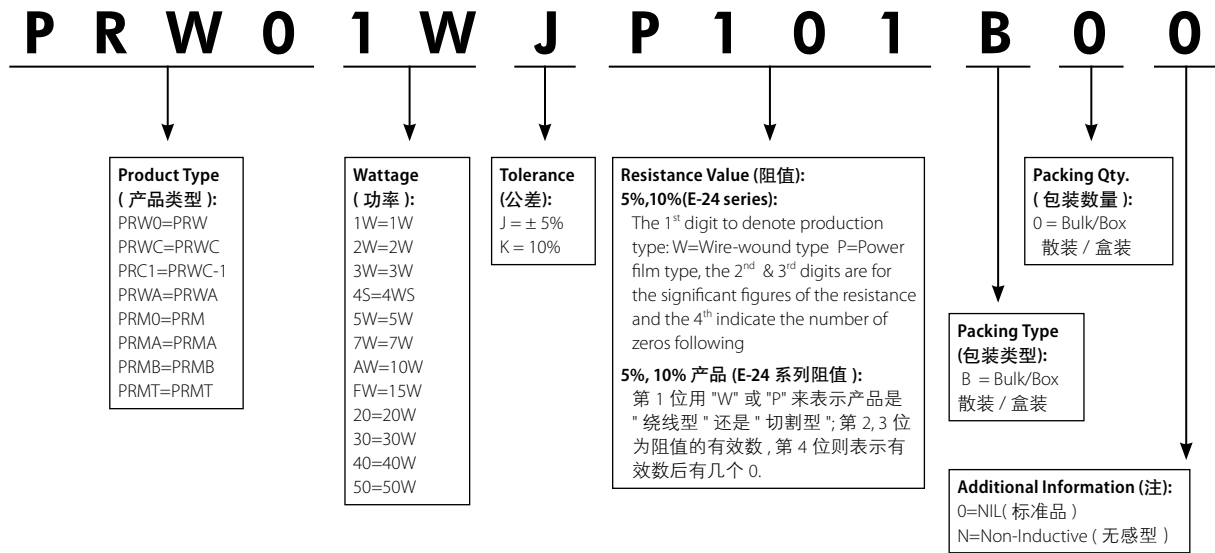 P R W 0 1 W J P 1 0 1 B 0 0
Product Type
( 产品类型 ):
PRW0=PRW
PRWC=PRWC
PRC1=PRWC-1
PRWA=PRWA
PRM0=PRM
PRMA=PRMA
PRMB=PRMB
PRMT=PRMT
Wattage
( 功率 ):
1W=1W
2W=2W
3W=3W
4S=4WS
5W=5W
7W=7W
AW=10W
FW=15W
20=20W
30=30W
40=40W
50=50W
Tolerance
(公差):
J = ± 5%
K = 10%
Resistance Value (阻值):
5%,10%(E-24 series):
The 1st digit to denote production
type: W=Wire-wound type P=Power
film type, the 2nd & 3rd digits are for
the significant figures of the resistance
and the 4th indicate the number of
zeros following
5%, 10% 产品 (E-24 系列阻值 ):
第 1 位用 "W" 或 "P" 来表示产品是
" 绕线型 " 还是 " 切割型 "; 第 2, 3 位
为阻值的有效数 , 第 4 位则表示有
效数后有几个 0.
Packing Type
(包装类型):
B = Bulk/Box
散装 / 盒装
Packing Qty.
( 包装数量 ):
0 = Bulk/Box
散装 / 盒装
Additional Information (注):
0=NIL( 标准品 )
N=Non-Inductive ( 无感型 )